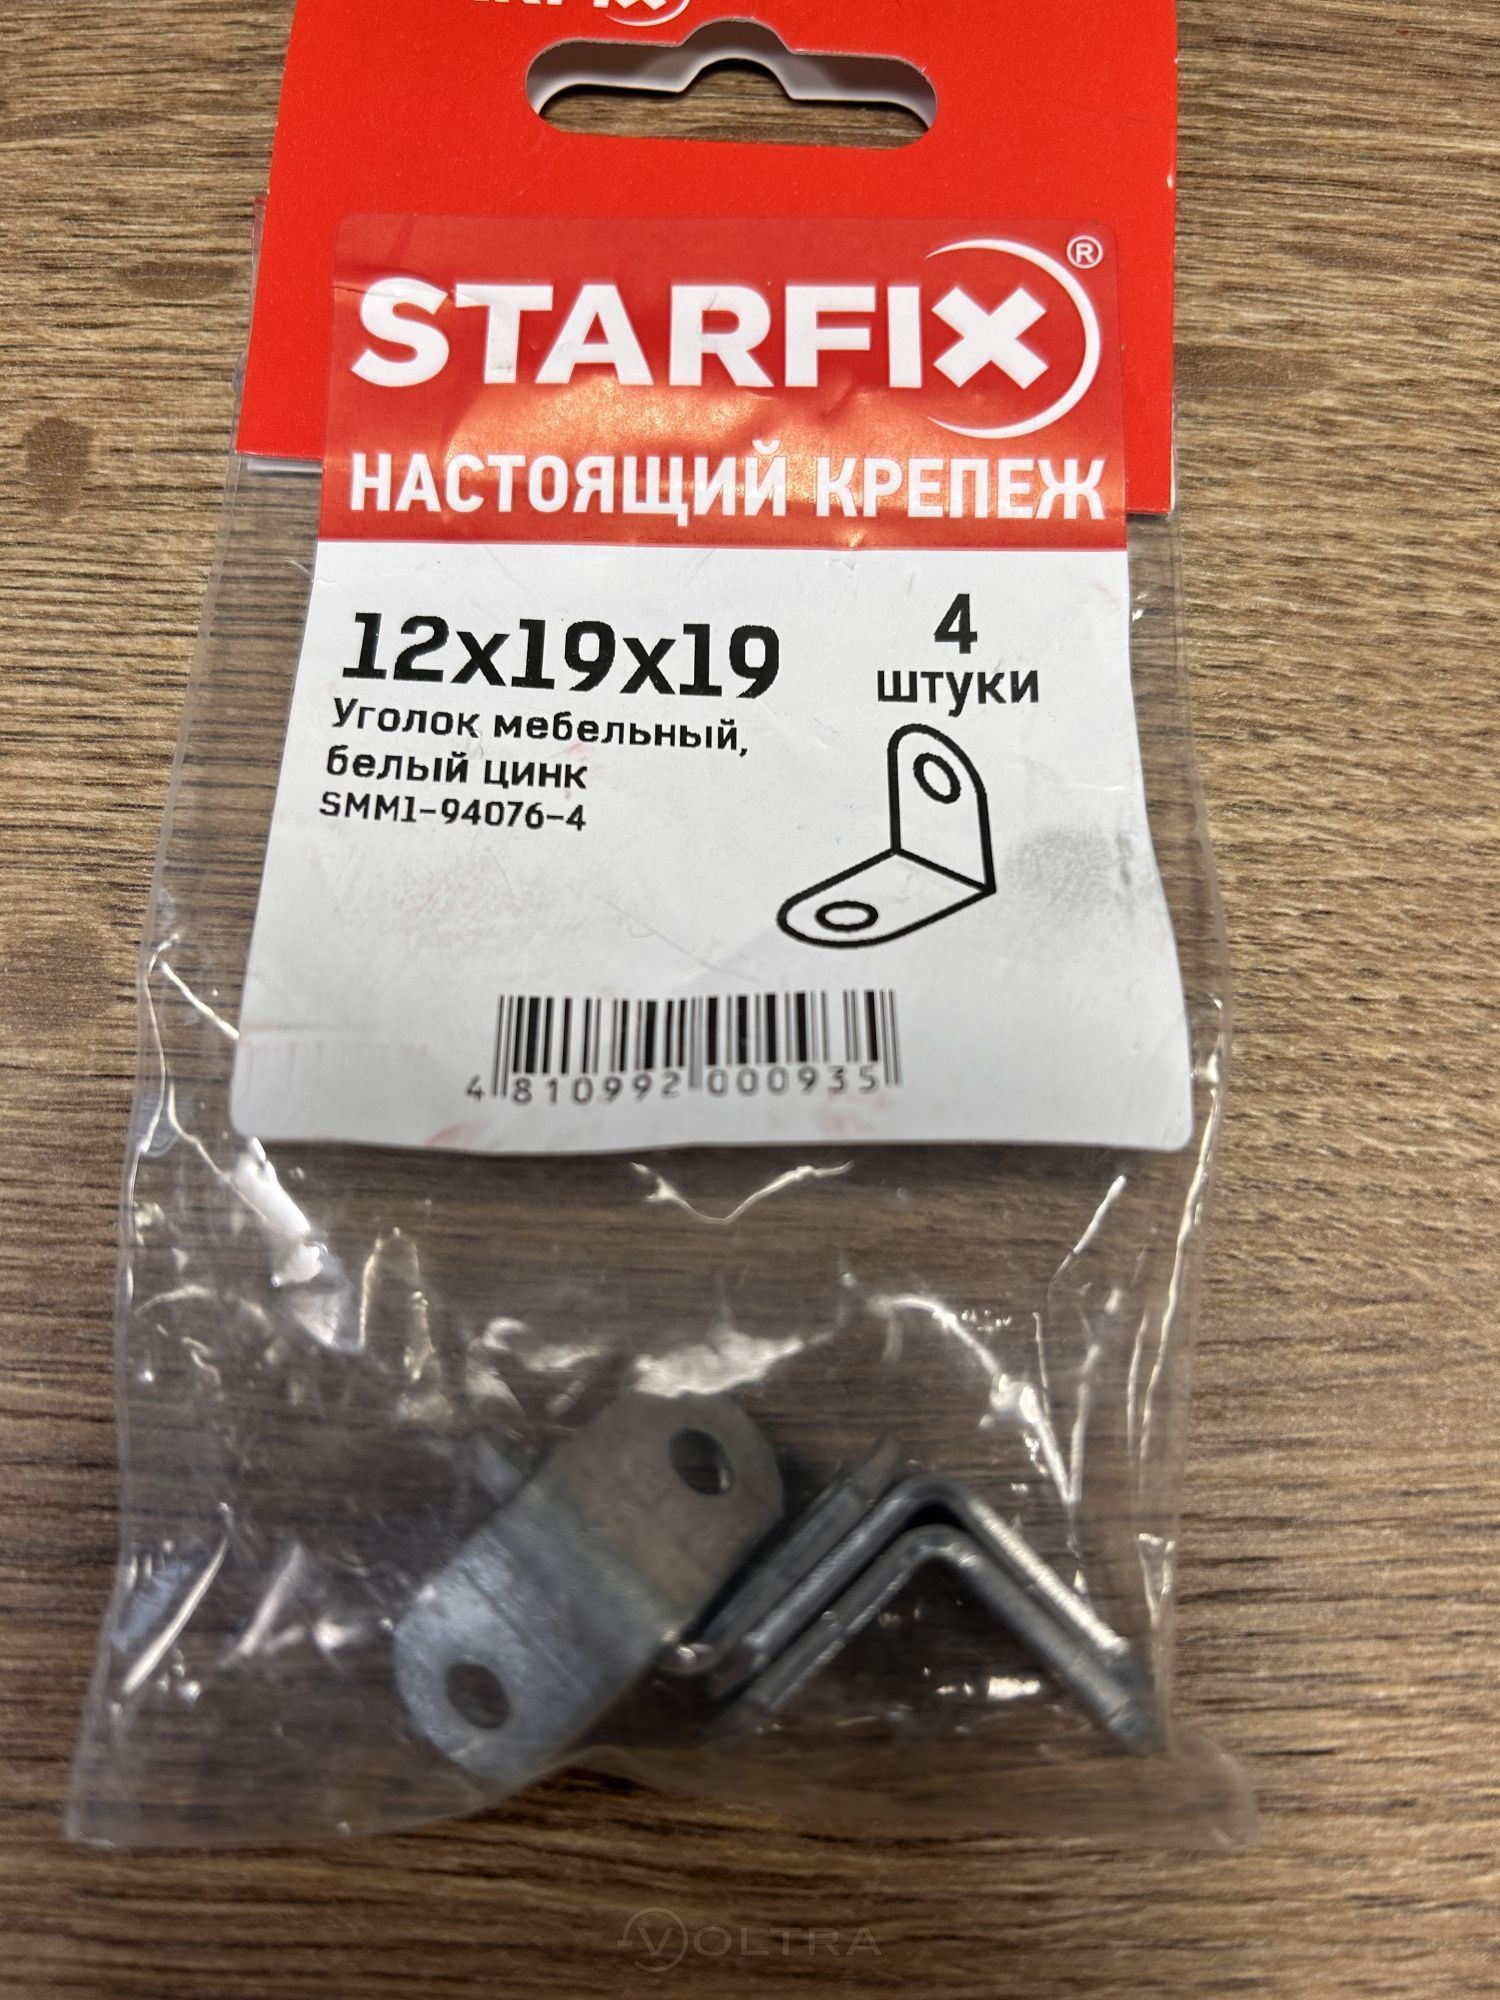 STARFIX®
НАСТОЯЩИЙ КРЕПЕЖ
12x19x19
4
штуки
Уголок мебельный,
белый цинк
SMM1-94076-4
4 810992 000935
VOLTRA